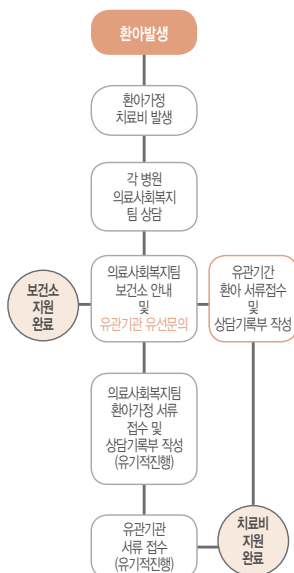 환아발생
환아가정
치료비 발생
각 병원
의료사회복지
팀 상담
보건소
지원
완료
의료사회복지팀
보건소 안내
및
유관기관 유선문의
유관기간
환아 서류접수
및
상담기록부 작성
의료사회복지팀
환아가정 서류
접수 및
상담기록부 작성
(유기적진행)
유관기관
서류 접수
(유기적진행)
치료비
지원
완료